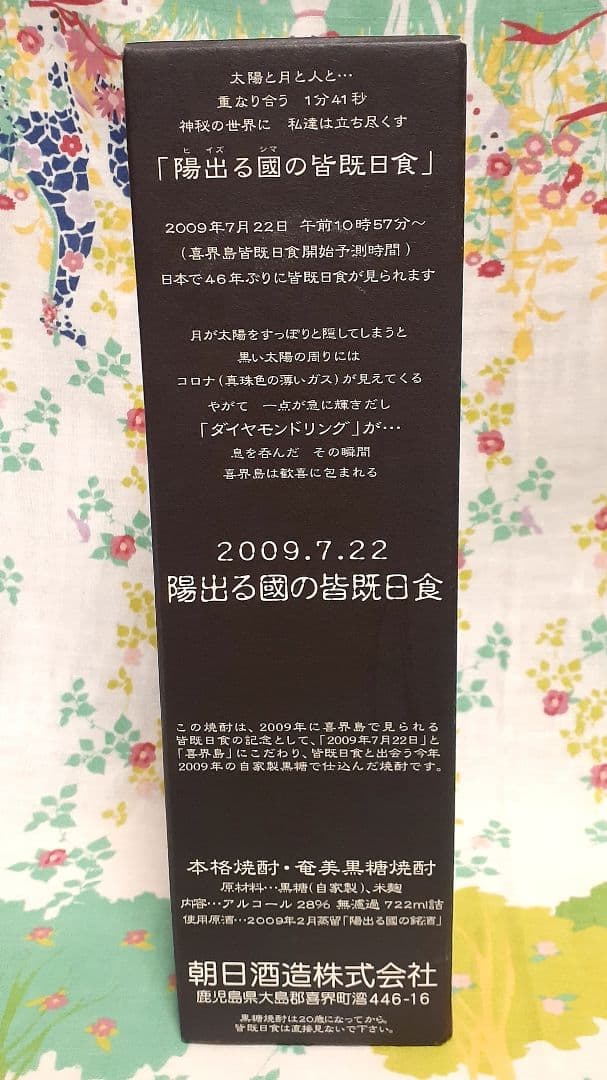 太陽と月と人と…
重なり合う 1分41秒
神秘の世界に 私達は立ち尽くす
ヒ イズ シマ
「陽出る國の皆既日食」
2009年7月22日 午前10時57分～
(喜界島皆既日食開始予測時間)
日本で46年ぶりに皆既日食が見られます
月が太陽をすっぽりと隠してしまうと
黒い太陽の周りには
コロナ(真珠色の薄いガス)が見えてくる
やがて 一点が急に輝きだし
「ダイヤモンドリング」が…
息を呑んだ その瞬間
喜界島は歓喜に包まれる
2009.7.22
陽出る國の皆既日食
この焼酎は、2009年に喜界島で見られる
皆既日食の記念として、「2009年7月22日」と
「喜界島」にこだわり、皆既日食と出会う今年
2009年の自家製黒糖で仕込んだ焼酎です。
本格焼酎・奄美黒糖焼酎
原材料…黒糖(自家製)、米麹
内容…アルコール28% 無濾過 722ml詰
使用原酒…2009年2月蒸留「陽出る國の銘酒」
朝日酒造株式会社
鹿児島県大島郡喜界町湾446-16
黒糖焼酎は20歳になってから。
皆既日食は直接見ないで下さい。